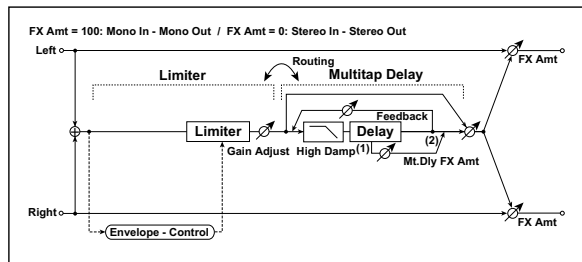 FX Amt = 100: Mono In - Mono Out / FX Amt = 0: Stereo In - Stereo Out
Left
FX Amt
Routing
Limiter
Multitap Delay
Feedback
Limiter
Delay
Gain Adjust
High Damp
(1)
(2)
Mt.Dly FX Amt
Right
FX Amt
Envelope - Control